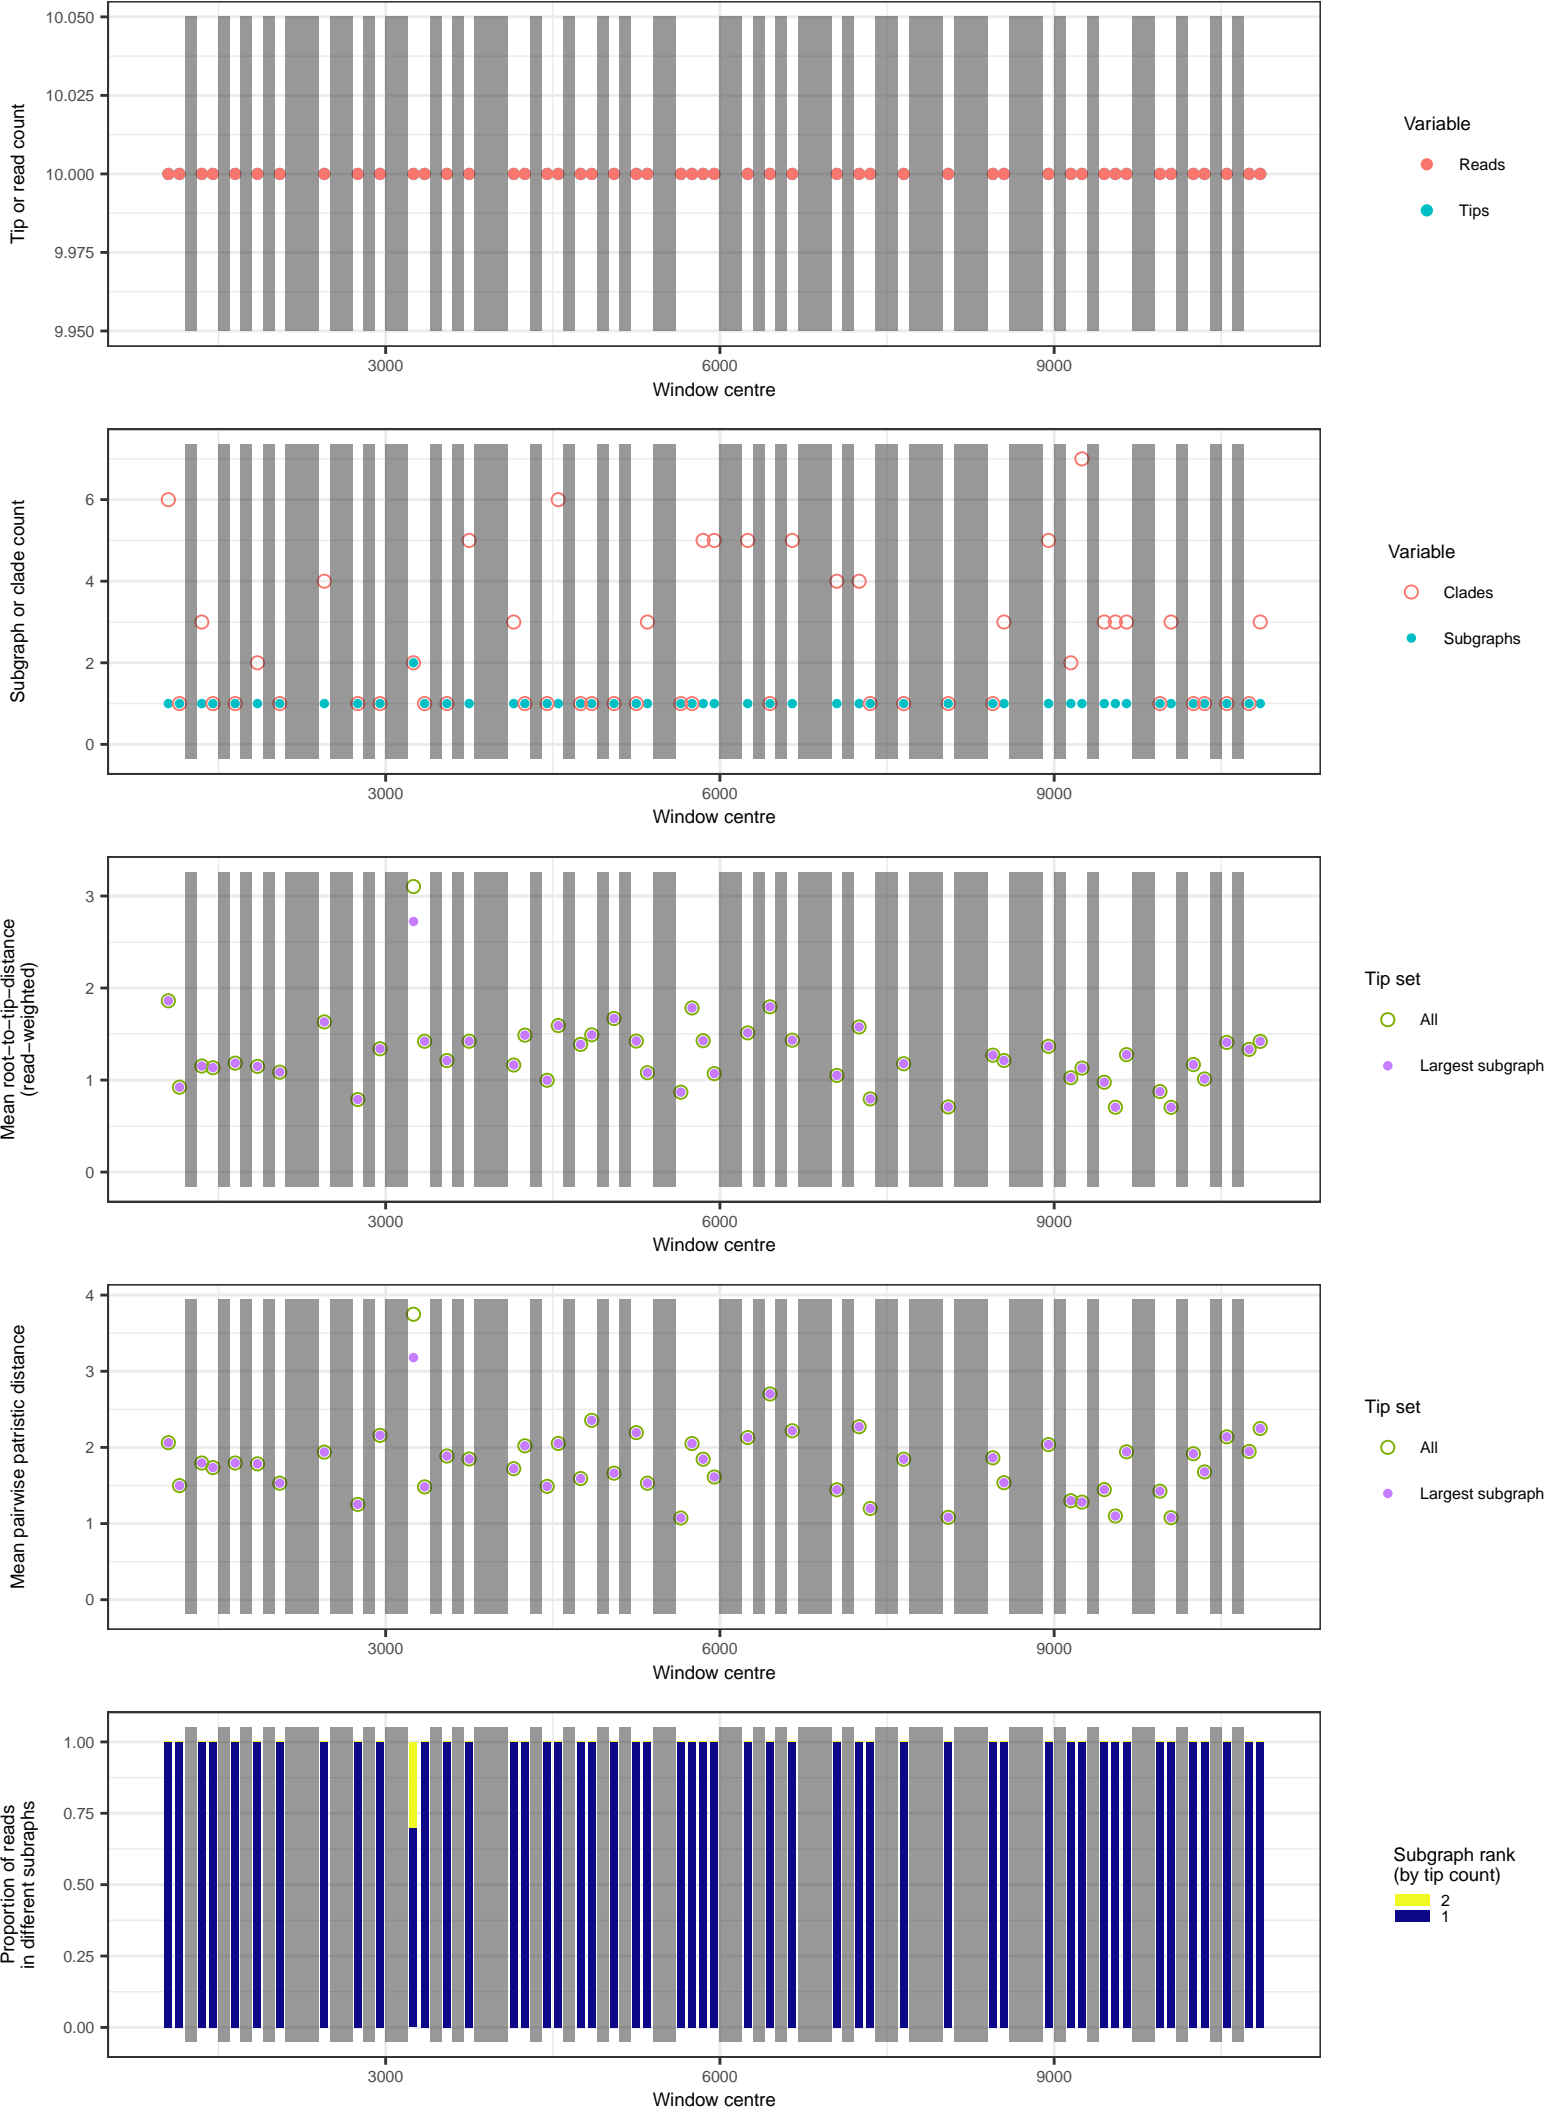 10.050
10.025
10.000
9.975
9.950
Tip or read count
3000
6000
9000
Window centre
Variable
Reads
Tips
6
4
2
0
Subgraph or clade count
3000
6000
9000
Window centre
Variable
Clades
Subgraphs
3
2
1
0
Mean root−to−tip−distance
(read−weighted)
3000
6000
9000
Window centre
Tip set
All
Largest subgraph
4
3
2
1
0
Mean pairwise patristic distance
3000
6000
9000
Window centre
Tip set
All
Largest subgraph
1.00
0.75
0.50
0.25
0.00
Proportion of reads
in different subraphs
3000
6000
9000
Window centre
Subgraph rank
(by tip count)
2
1